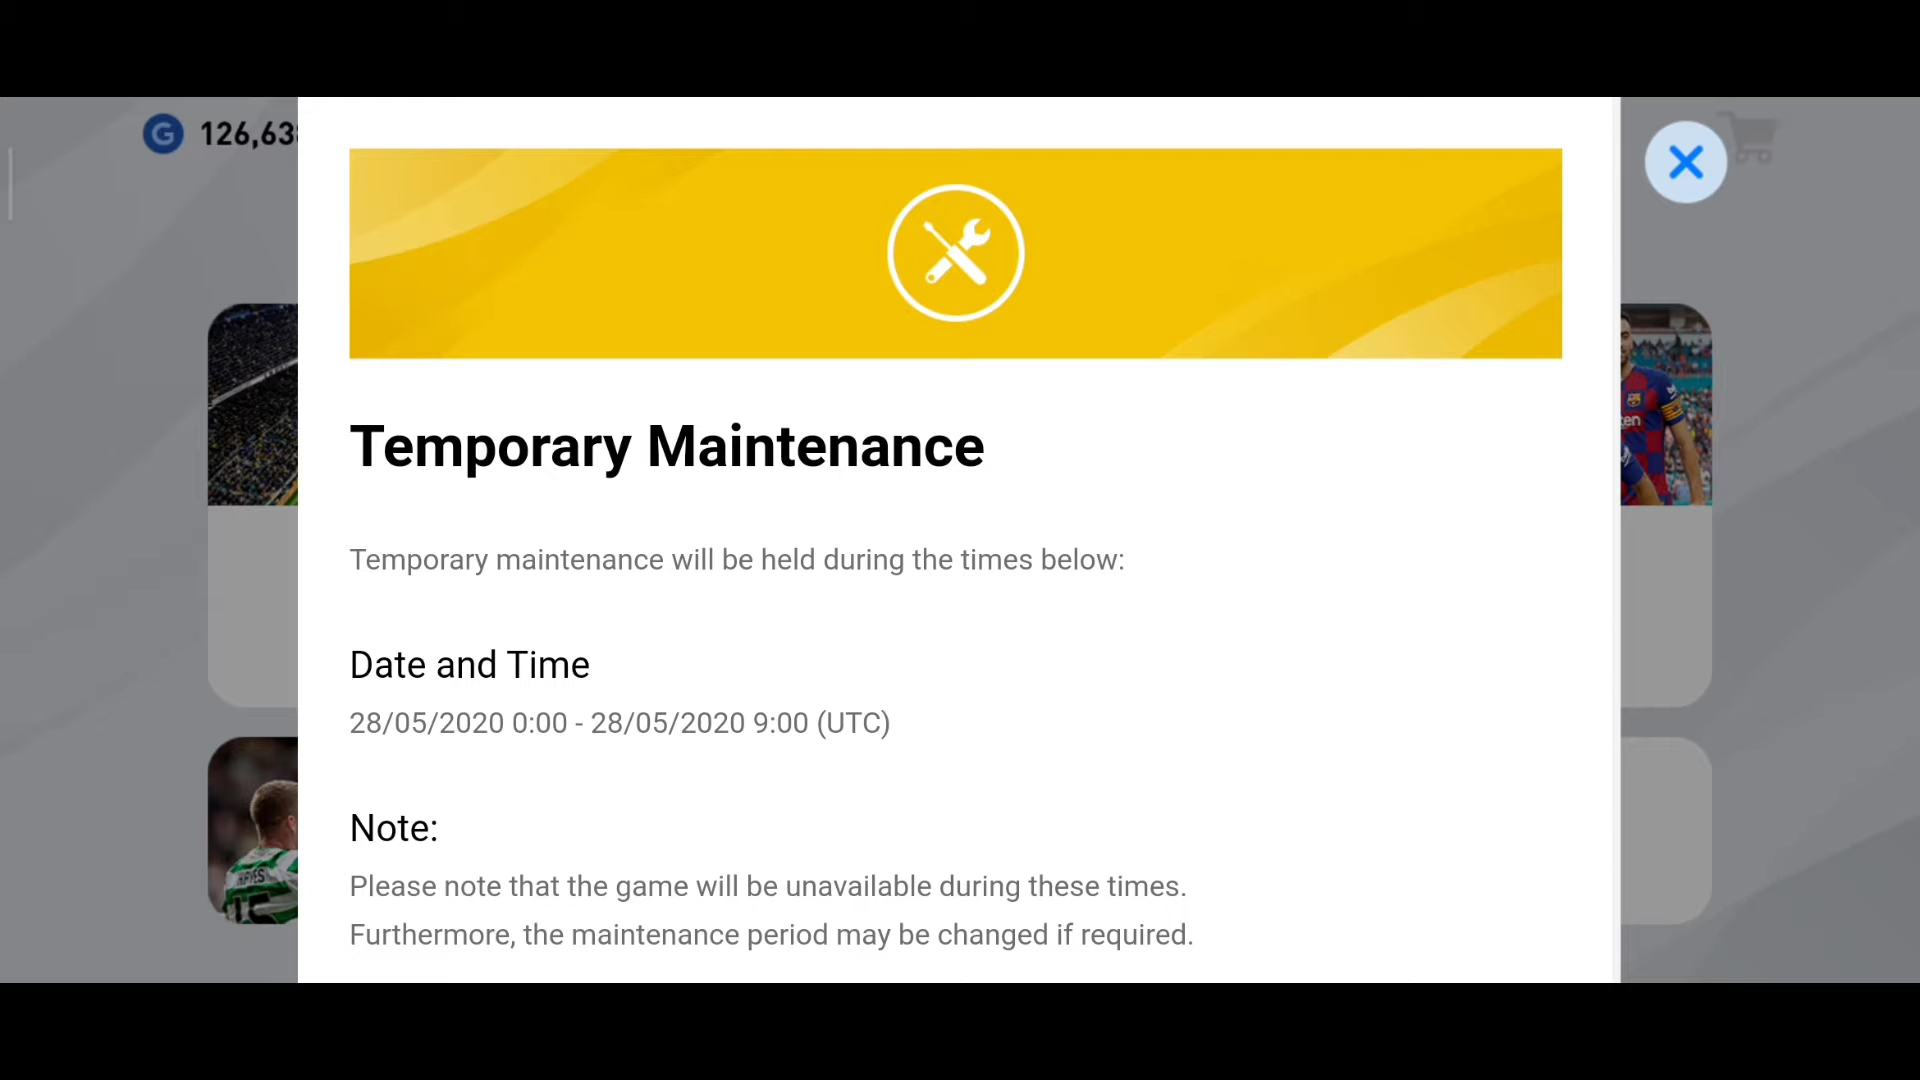 G 126,63
Temporary Maintenance
Temporary maintenance will be held during the times below:
Date and Time
28/05/2020 0:00 - 28/05/2020 9:00 (UTC)
Note:
Please note that the game will be unavailable during these times.
Furthermore, the maintenance period may be changed if required.
HAYES
15